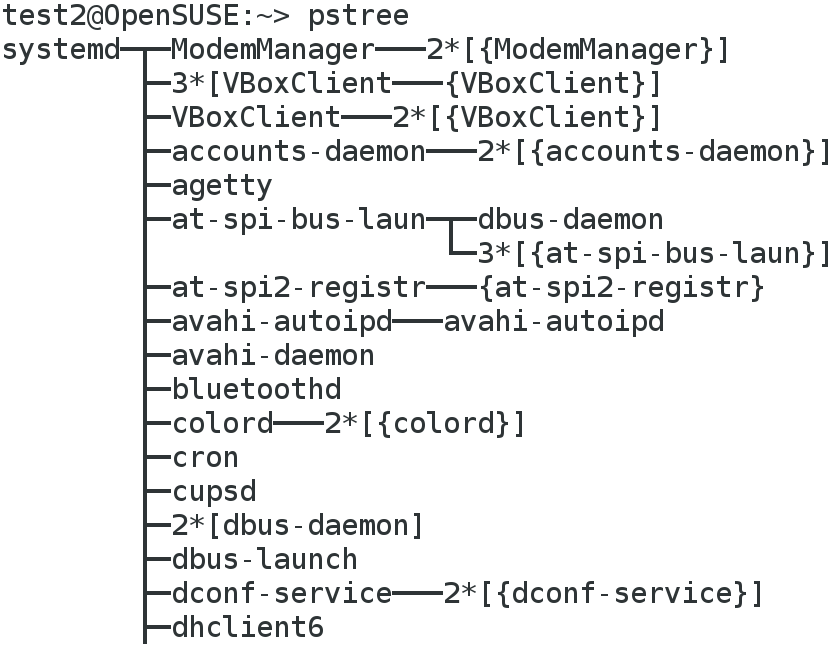 test2@OpenSUSE:~> pstree
systemd─┬─ModemManager───2*[{ModemManager}]
        ├─3*[VBoxClient───{VBoxClient}]
        ├─VBoxClient───2*[{VBoxClient}]
        ├─accounts-daemon───2*[{accounts-daemon}]
        ├─agetty
        ├─at-spi-bus-laun─┬─dbus-daemon
        │                 └─3*[{at-spi-bus-laun}]
        ├─at-spi2-registr───{at-spi2-registr}
        ├─avahi-autoipd───avahi-autoipd
        ├─avahi-daemon
        ├─bluetoothd
        ├─colord───2*[{colord}]
        ├─cron
        ├─cupsd
        ├─2*[dbus-daemon]
        ├─dbus-launch
        ├─dconf-service───2*[{dconf-service}]
        ├─dhclient6